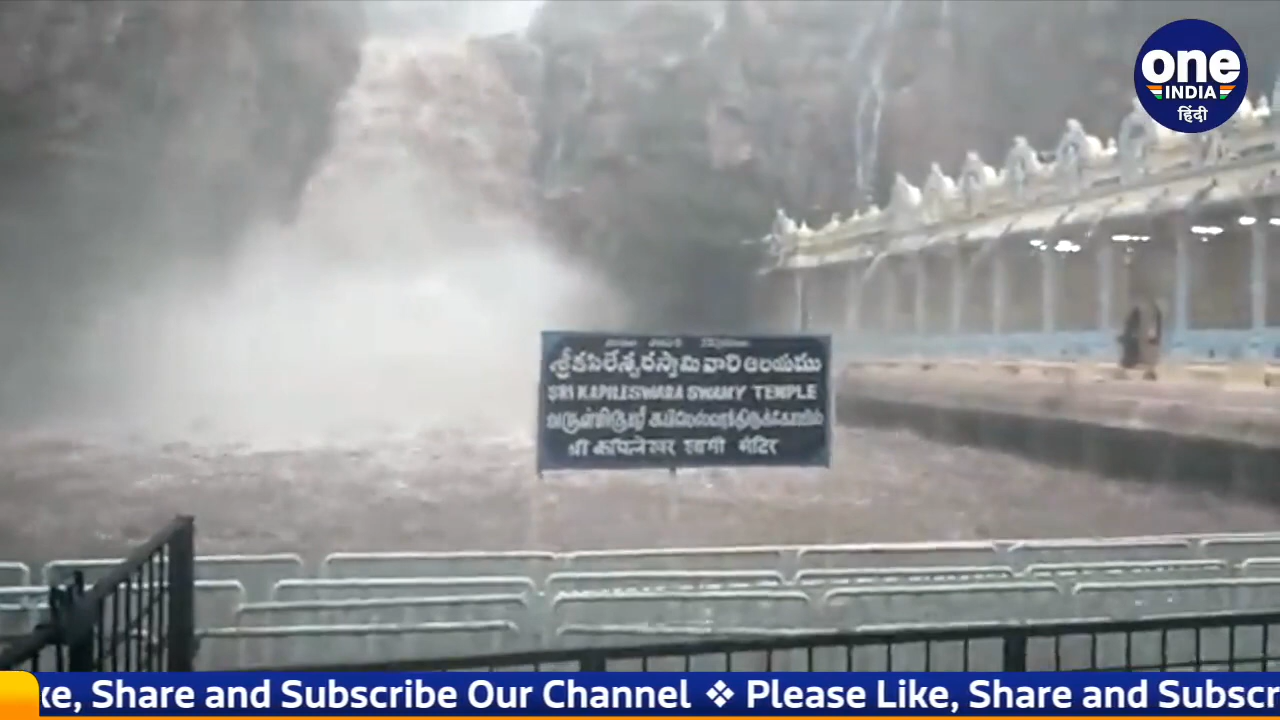 one
INDIA
हिंदी
శ్రీకపిలేశ్వరస్వామి వారి ఆలయము
SRI KAPILESWARA SWAMY TEMPLE
श्री कपिलेश्वर स्वामी मंदिर
ke, Share and Subscribe Our Channel ❖ Please Like, Share and Subscr